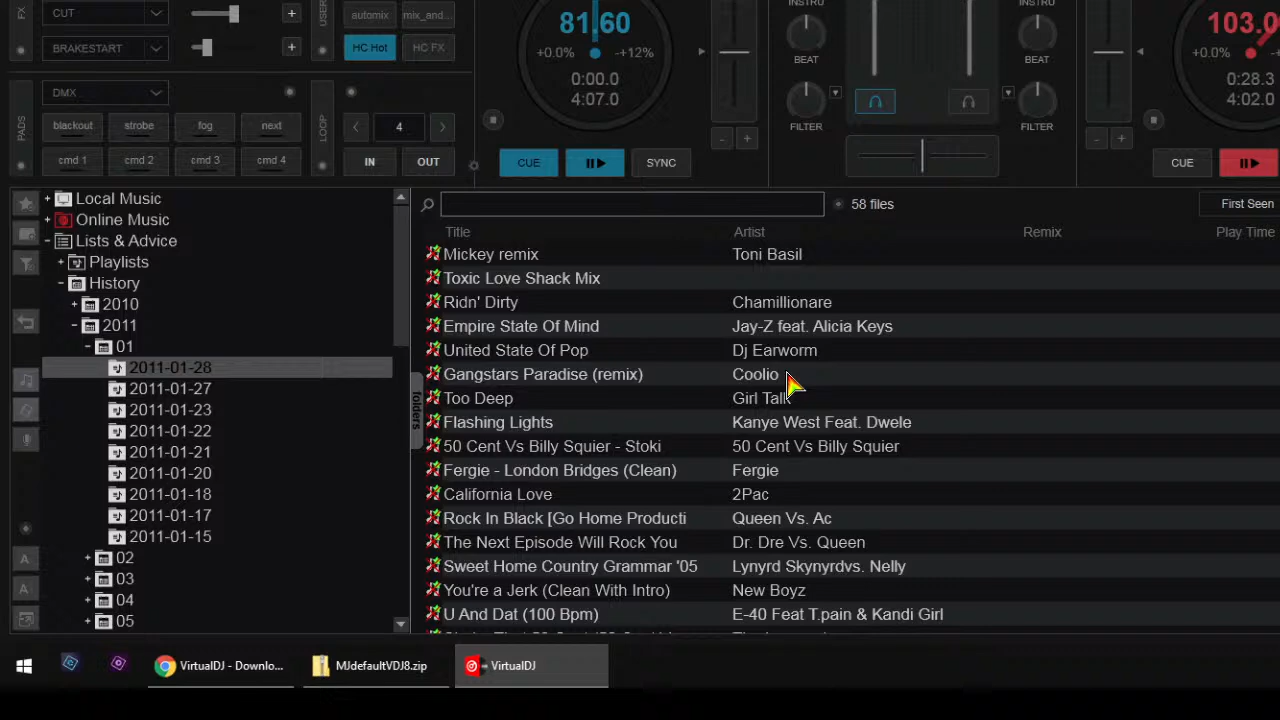 FX
CUT
+
BRAKESTART
+
USER
automix
mix_and...
HC Hot
HC FX
81.60
+0.0%
-+12%
0:00.0
4:07.0
INSTRU
BEAT
FILTER
INSTRU
BEAT
FILTER
103.0
+0.0%
0:28.3
4:02.0
PADS
DMX
blackout
strobe
fog
next
cmd 1
cmd 2
cmd 3
cmd 4
LOOP
4
IN
OUT
CUE
SYNC
- +
- +
CUE
Local Music
Online Music
Lists & Advice
Playlists
History
2010
2011
01
2011-01-28
2011-01-27
2011-01-23
2011-01-22
2011-01-21
2011-01-20
2011-01-18
2011-01-17
2011-01-15
02
03
04
05
folders
58 files
First Seen
Title Artist Remix Play Time
Mickey remix Toni Basil
Toxic Love Shack Mix
Ridn' Dirty Chamillionare
Empire State Of Mind Jay-Z feat. Alicia Keys
United State Of Pop Dj Earworm
Gangstars Paradise (remix) Coolio
Too Deep Girl Talk
Flashing Lights Kanye West Feat. Dwele
50 Cent Vs Billy Squier - Stoki 50 Cent Vs Billy Squier
Fergie - London Bridges (Clean) Fergie
California Love 2Pac
Rock In Black [Go Home Producti Queen Vs. Ac
The Next Episode Will Rock You Dr. Dre Vs. Queen
Sweet Home Country Grammar '05 Lynyrd Skynyrdvs. Nelly
You're a Jerk (Clean With Intro) New Boyz
U And Dat (100 Bpm) E-40 Feat T.pain & Kandi Girl
VirtualDJ - Downlo...
MJdefaultVDJ8.zip
VirtualDJ